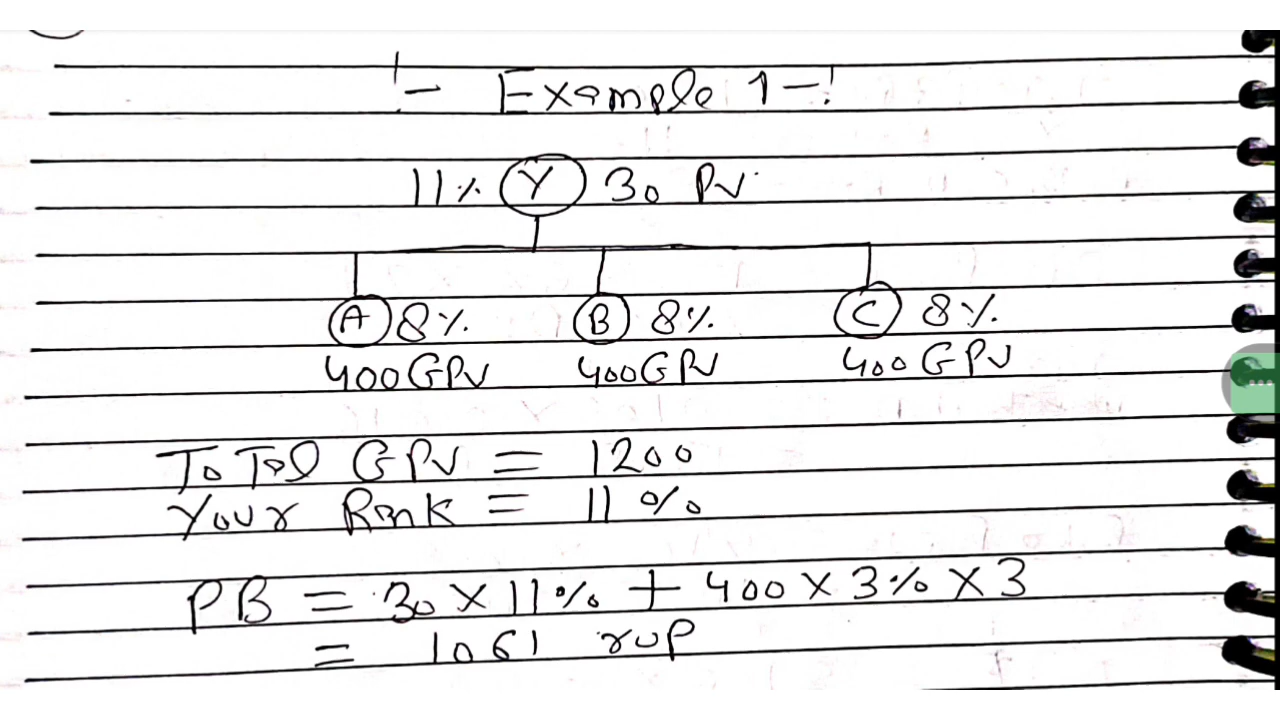 !- Example 1 -!
11% Y 30 PV
A 8% B 8% C 8%
400 GPV 400 GPV 400 GPV
ToTal GPV = 1200
Your Rank = 11 %
PB = 30 X 11% + 400 X 3% X 3
= 1061 rup